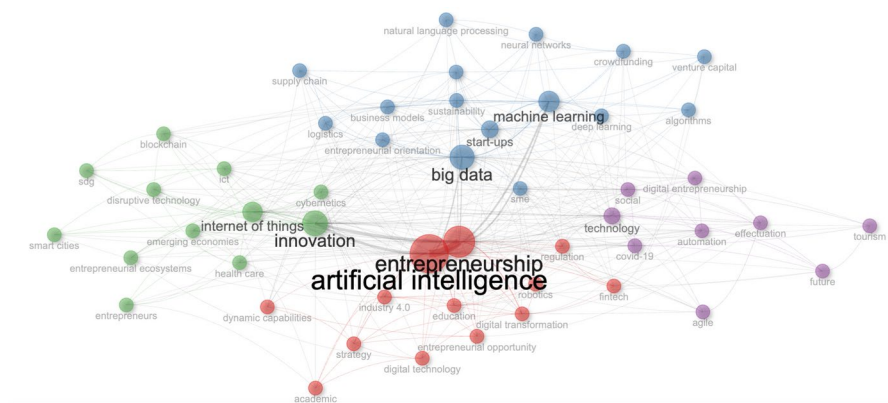 natural language processing
neural networks
crowdfunding
venture capital
supply chain
sustainability
business models
machine learning
deep learning
algorithms
logistics
start-ups
entrepreneurial orientation
blockchain
big data
sdg
ict
disruptive technology
cybernetics
sme
social
digital entrepreneurship
internet of things
innovation
technology
effectuation
tourism
smart cities
emerging economies
automation
covid-19
regulation
entrepreneurial ecosystems
health care
entrepreneurship
artificial intelligence
future
robotics
fintech
entrepreneurs
dynamic capabilities
industry 4.0
education
digital transformation
agile
strategy
entrepreneurial opportunity
digital technology
academic